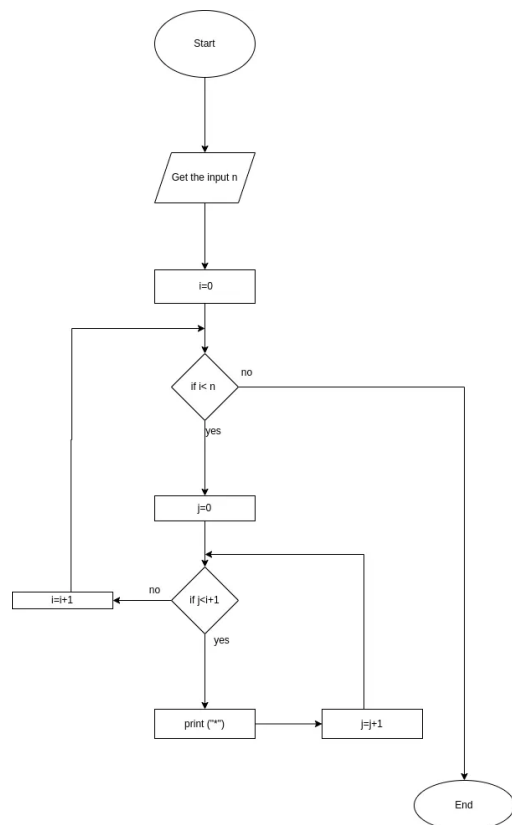 Start
Get the input n
i=0
if i< n
no
yes
j=0
if j<i+1
no
i=i+1
yes
print ("*")
j=j+1
End